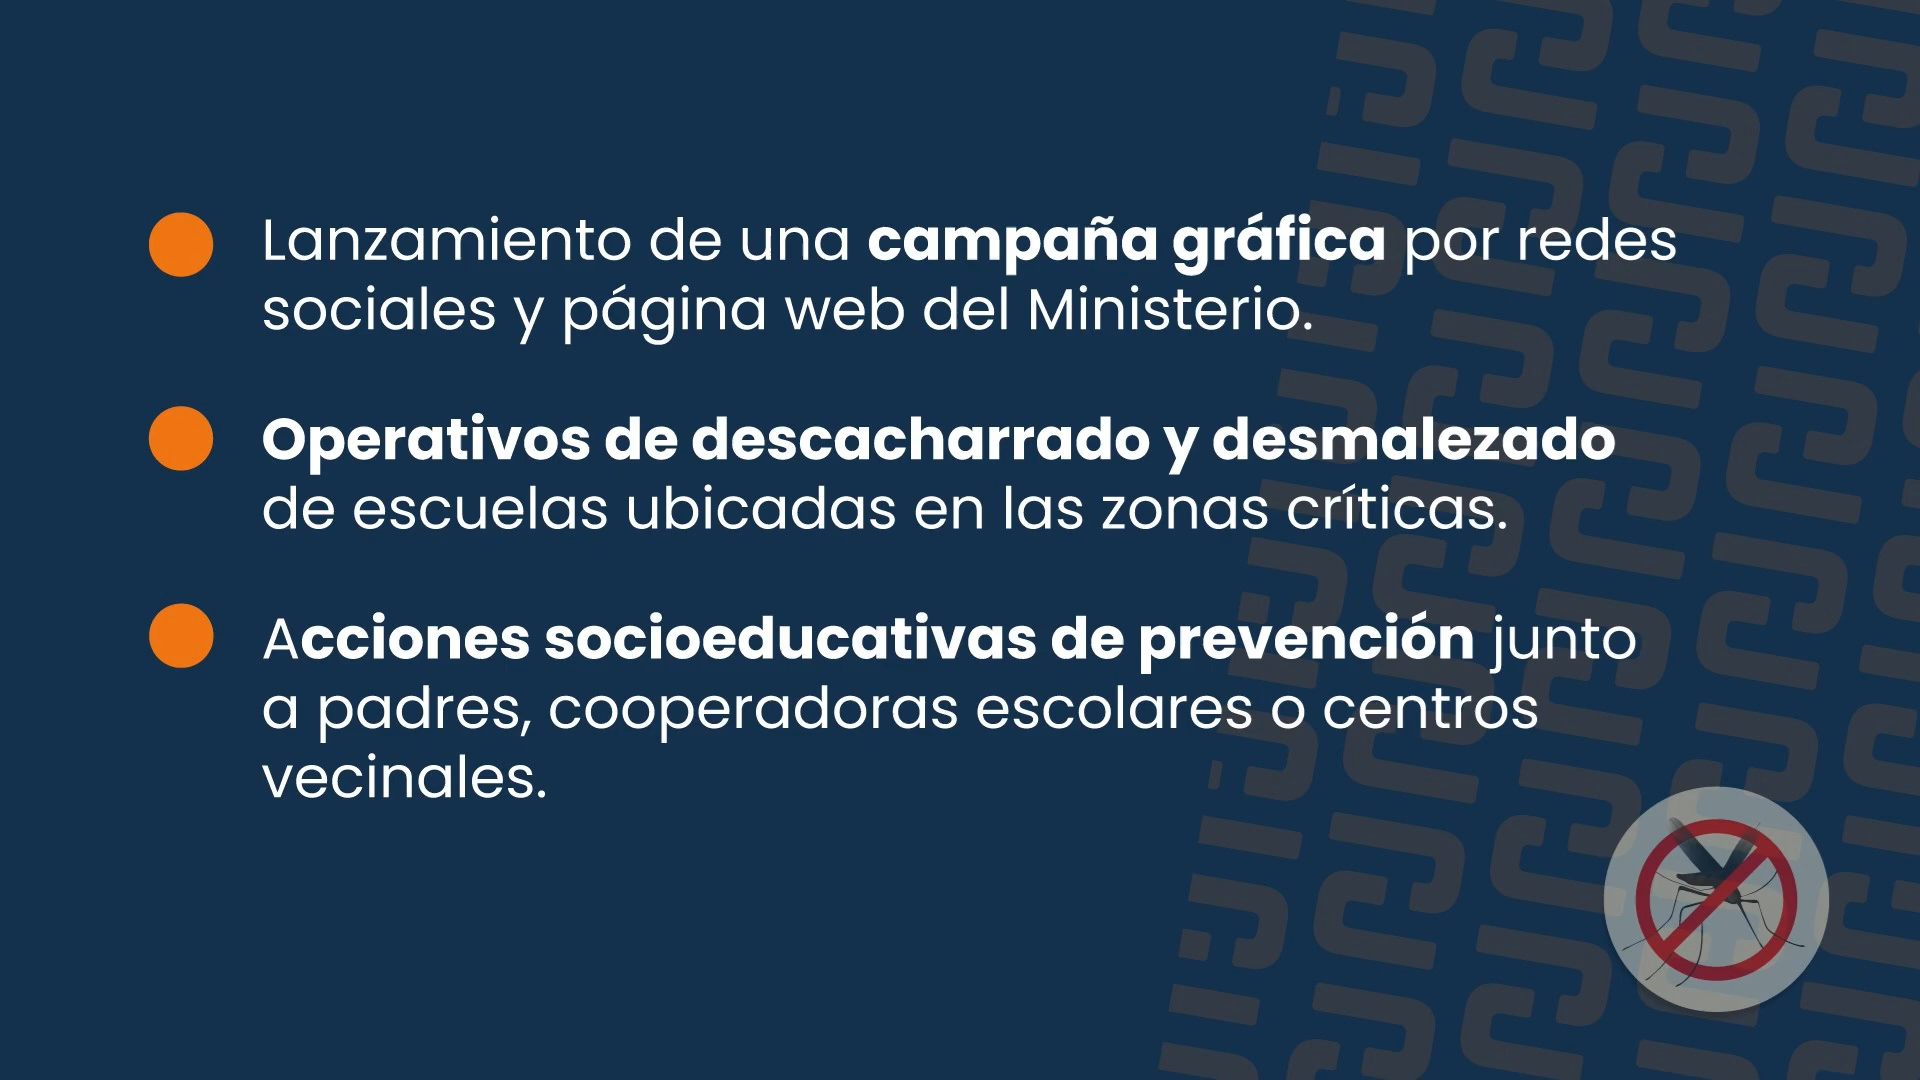 Lanzamiento de una campaña gráfica por redes
sociales y página web del Ministerio.
Operativos de descacharrado y desmalezado
de escuelas ubicadas en las zonas críticas.
Acciones socioeducativas de prevención junto
a padres, cooperadoras escolares o centros
vecinales.